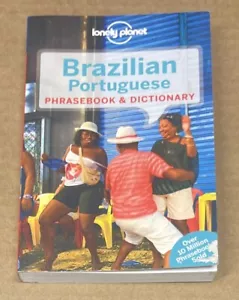 lonely planet
Brazilian
Portuguese
PHRASEBOOK & DICTIONARY
Over
10 Million
Phrasebooks
Sold